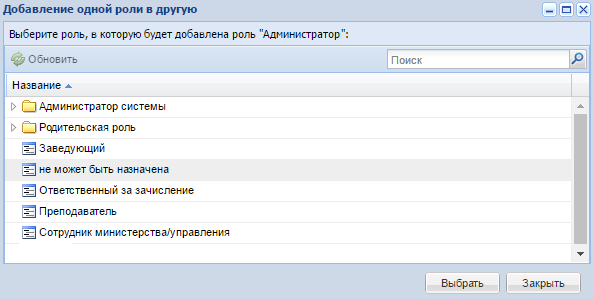 Добавление одной роли в другую
Выберите роль, в которую будет добавлена роль "Администратор":
Обновить Поиск
Название
Администратор системы
Родительская роль
Заведующий
не может быть назначена
Ответственный за зачисление
Преподаватель
Сотрудник министерства/управления
Выбрать Закрыть